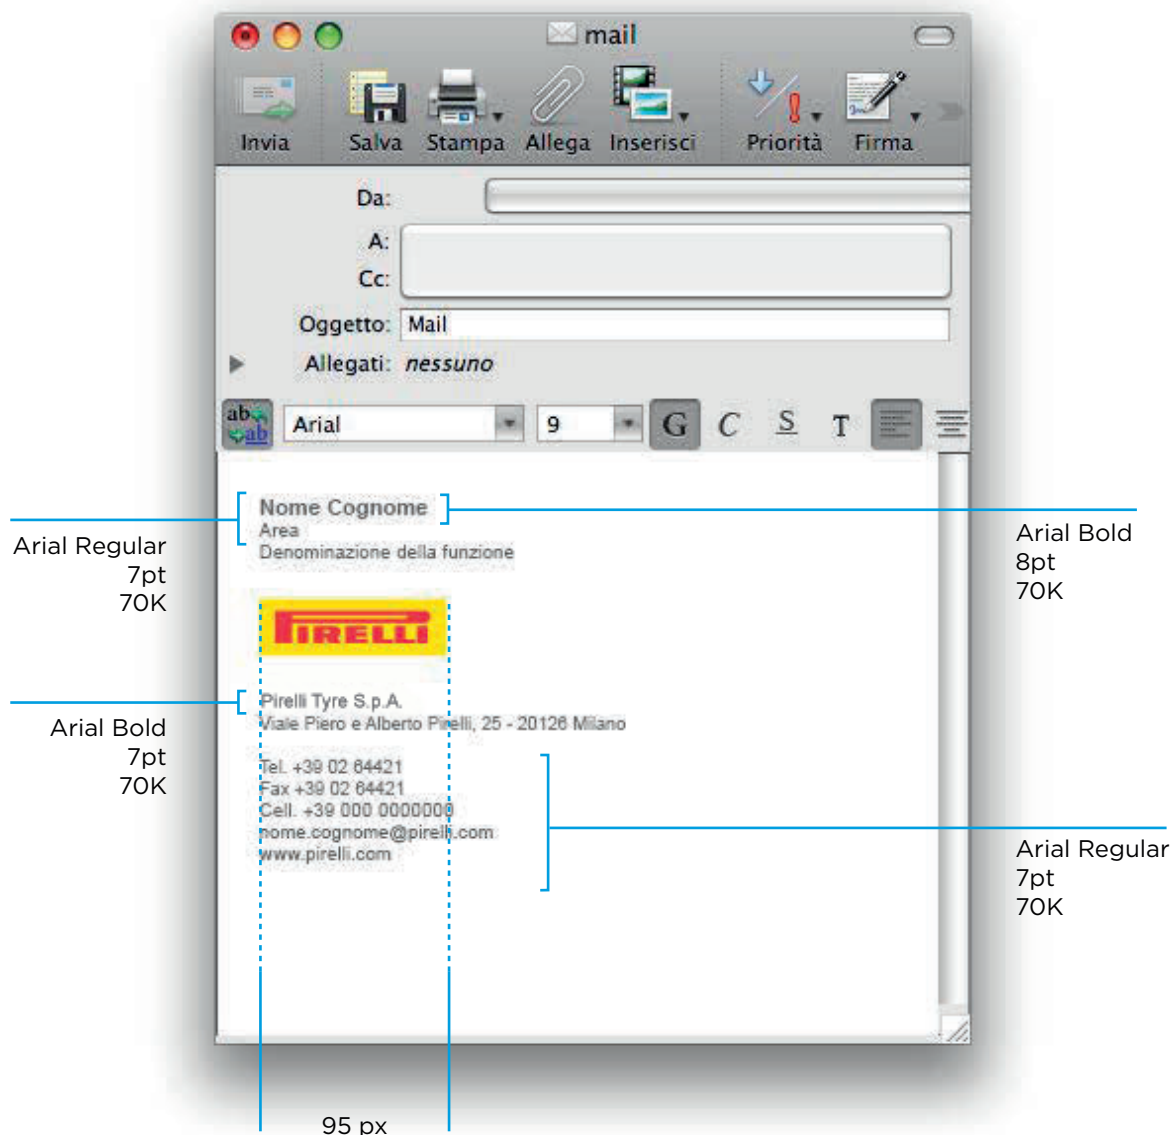 mail
Invia Salva Stampa Allega Inserisci Priorità Firma
Da:
A:
Cc:
Oggetto: Mail
Allegati: nessuno
ab ab Arial 9 G C S T
Nome Cognome
Area
Denominazione della funzione
Arial Regular
7pt
70K
Arial Bold
8pt
70K
PIRELLI
Pirelli Tyre S.p.A.
Viale Piero e Alberto Pirelli, 25 - 20126 Milano
Arial Bold
7pt
70K
Tel. +39 02 64421
Fax +39 02 64421
Cell. +39 000 0000000
nome.cognome@pirelli.com
www.pirelli.com
Arial Regular
7pt
70K
95 px